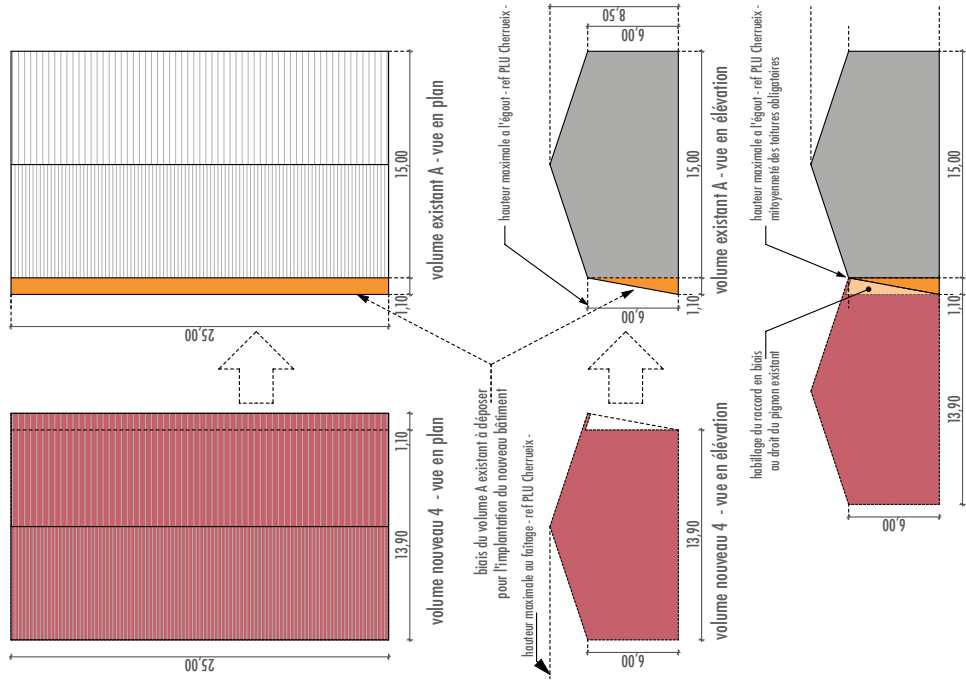 25,00
13,90
1,10
volume nouveau 4 - vue en plan
25,00
1,10
15,00
volume existant A - vue en plan
biais du volume A existant à déposer
pour l'implantation du nouveau bâtiment
hauteur maximale au faîtage - ref PLU Cherrueix -
6,00
13,90
volume nouveau 4 - vue en élévation
hauteur maximale a l'égout - ref PLU Cherrueix -
6,00
1,10
15,00
6,00
8,50
volume existant A - vue en élévation
habillage du raccord en biais
au droit du pignon existant
hauteur maximale a l'égout - ref PLU Cherrueix -
mitoyenneté des toitures obligatoires
6,00
13,90
1,10
15,00